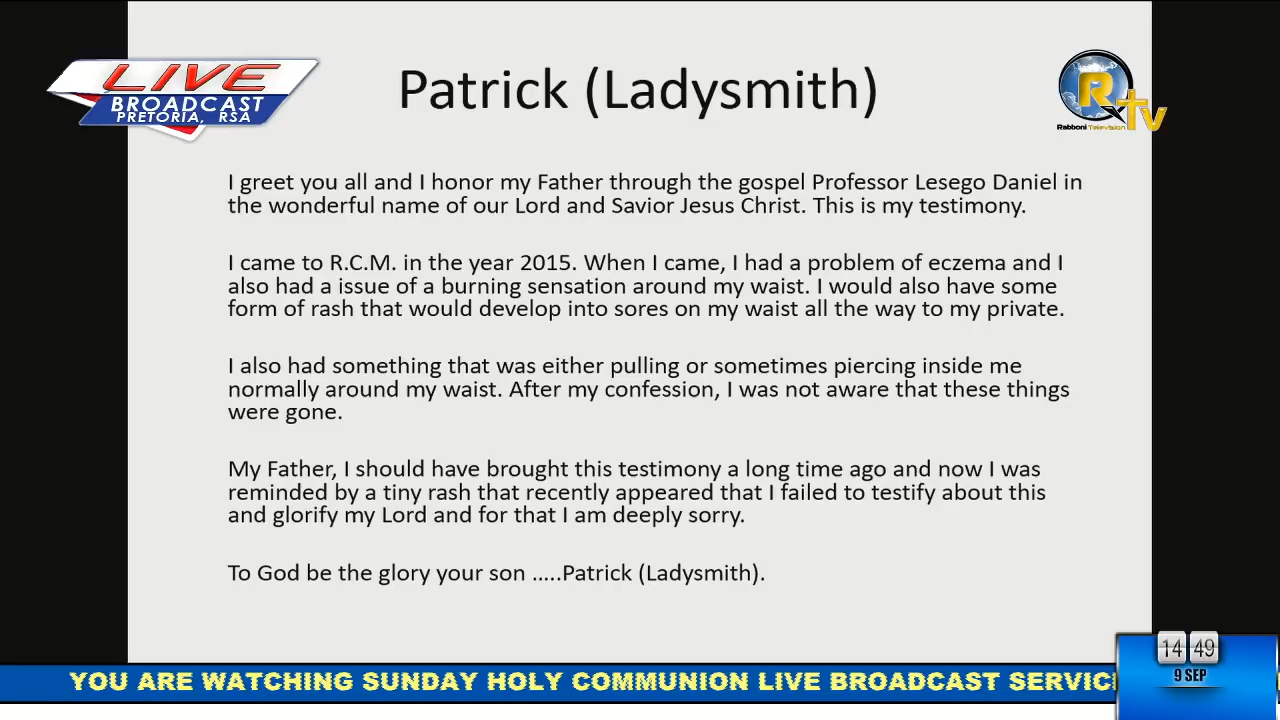 LIVE
BROADCAST
PRETORIA, RSA
Patrick (Ladysmith)
R
TV
Rabboni Television
I greet you all and I honor my Father through the gospel Professor Lesego Daniel in
the wonderful name of our Lord and Savior Jesus Christ. This is my testimony.
I came to R.C.M. in the year 2015. When I came, I had a problem of eczema and I
also had a issue of a burning sensation around my waist. I would also have some
form of rash that would develop into sores on my waist all the way to my private.
I also had something that was either pulling or sometimes piercing inside me
normally around my waist. After my confession, I was not aware that these things
were gone.
My Father, I should have brought this testimony a long time ago and now I was
reminded by a tiny rash that recently appeared that I failed to testify about this
and glorify my Lord and for that I am deeply sorry.
To God be the glory your son .....Patrick (Ladysmith).
14 49
9 SEP
YOU ARE WATCHING SUNDAY HOLY COMMUNION LIVE BROADCAST SERVIC